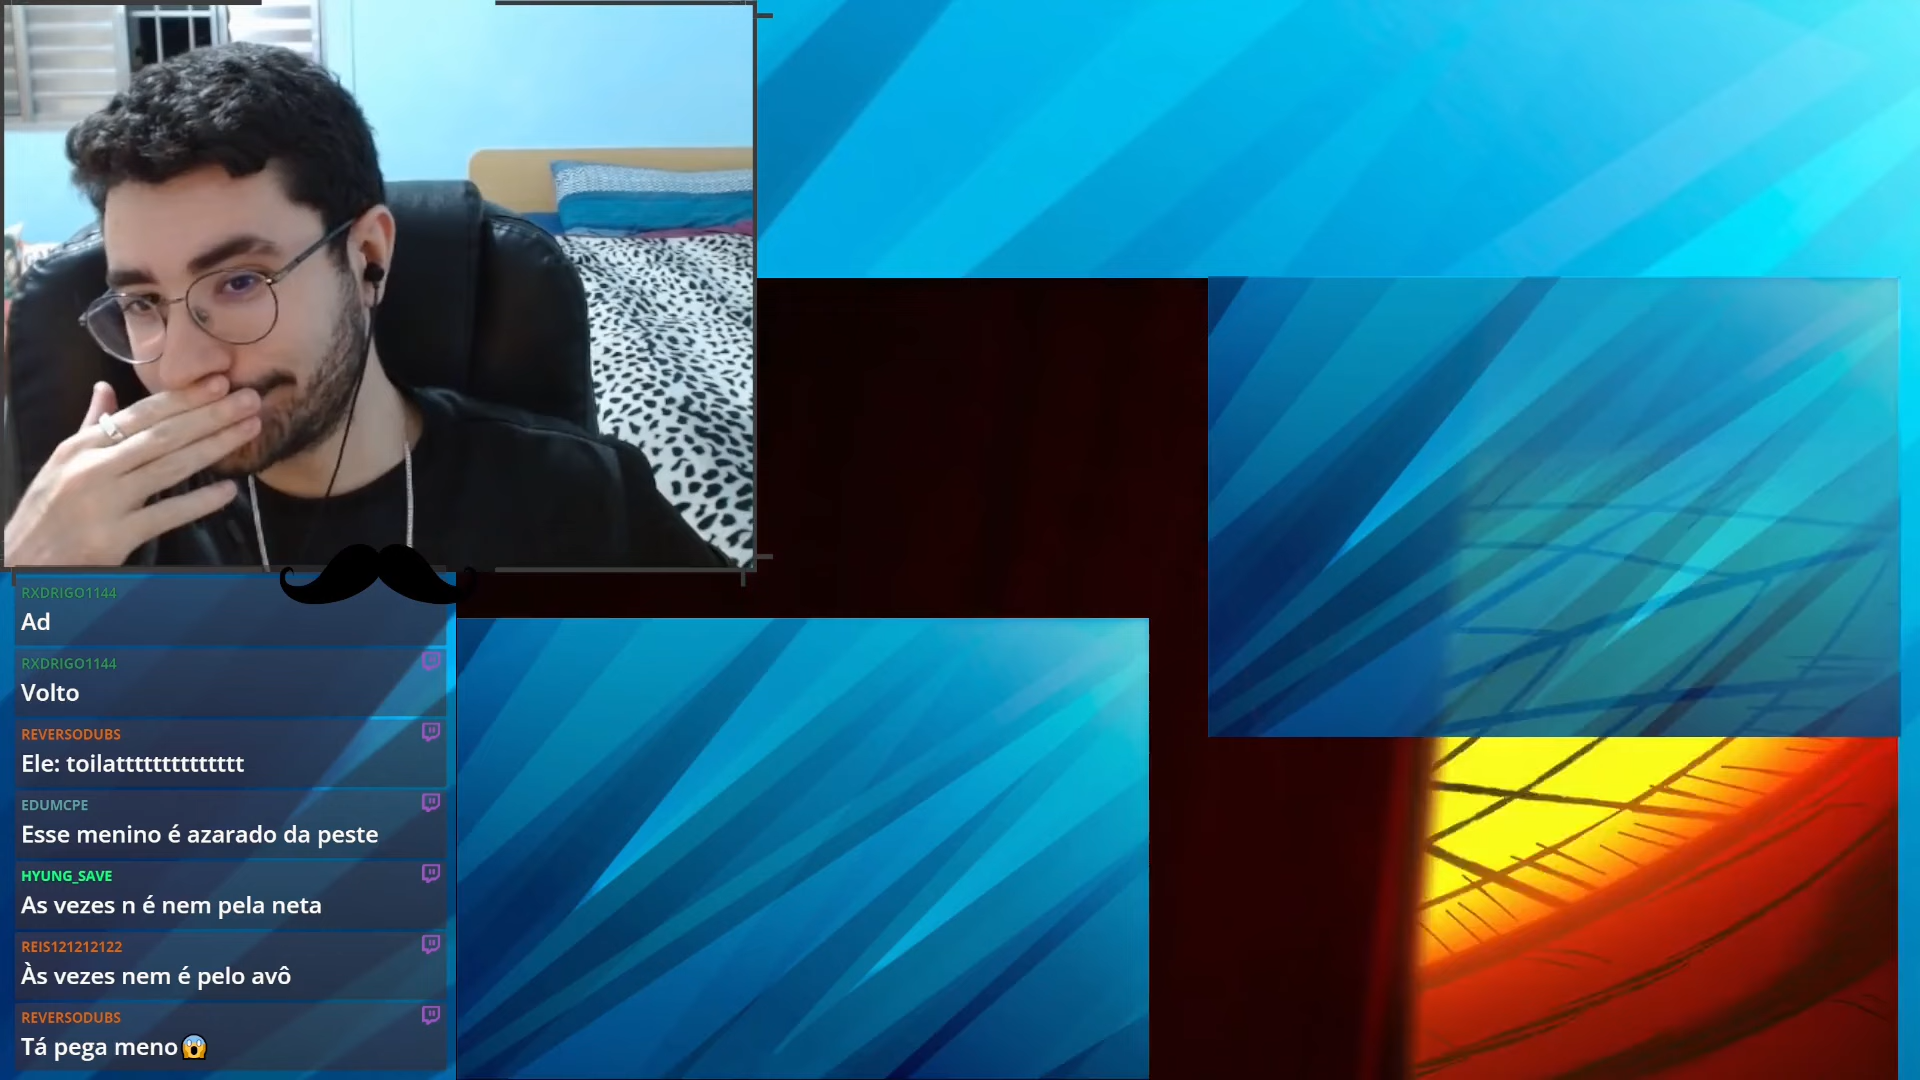 RXDRIGO1144
Ad
RXDRIGO1144
Volto
REVERSODUBS
Ele: toilatttttttttttttt
EDUMCPE
Esse menino é azarado da peste
HYUNG_SAVE
As vezes n é nem pela neta
REIS121212122
Às vezes nem é pelo avô
REVERSODUBS
Tá pega meno😱